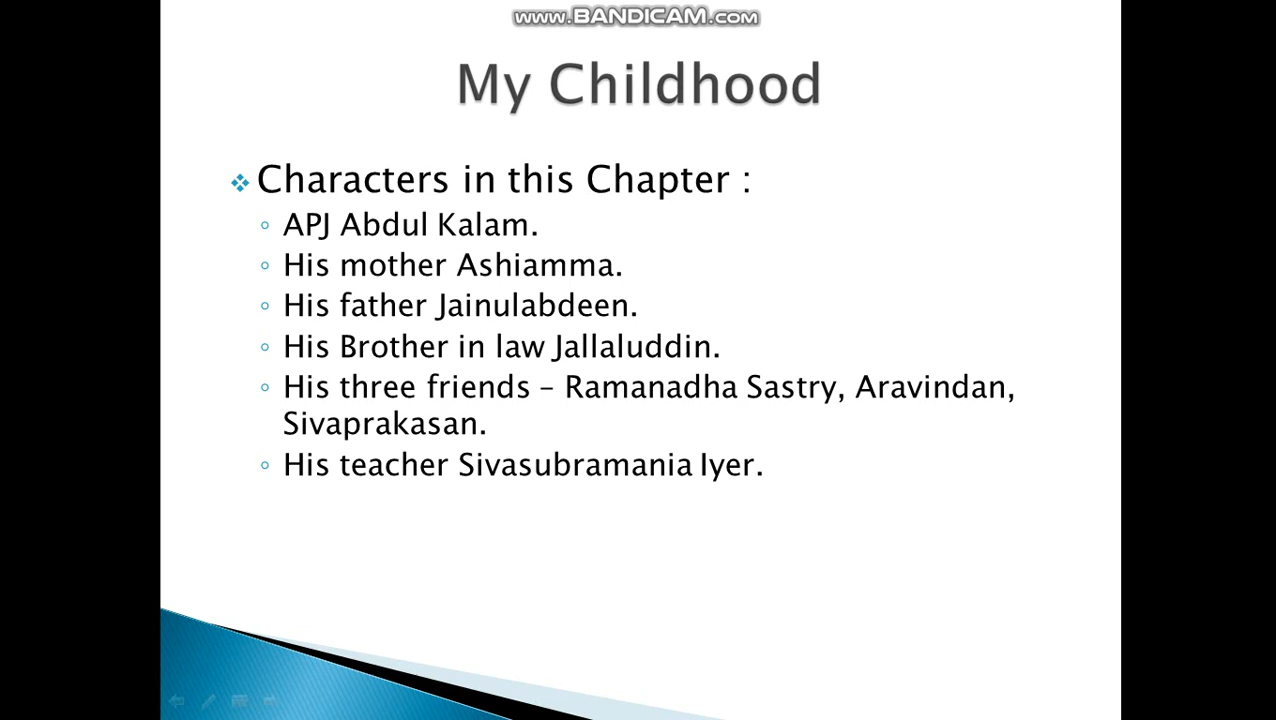 www.BANDICAM.com
My Childhood
Characters in this Chapter :
APJ Abdul Kalam.
His mother Ashiamma.
His father Jainulabdeen.
His Brother in law Jallaluddin.
His three friends – Ramanadha Sastry, Aravindan,
Sivaprakasan.
His teacher Sivasubramania Iyer.